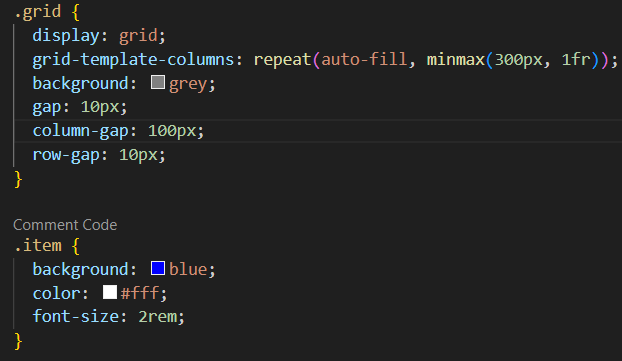 .grid {
  display: grid;
  grid-template-columns: repeat(auto-fill, minmax(300px, 1fr));
  background: grey;
  gap: 10px;
  column-gap: 100px;
  row-gap: 10px;
}
Comment Code
.item {
  background: blue;
  color: #fff;
  font-size: 2rem;
}